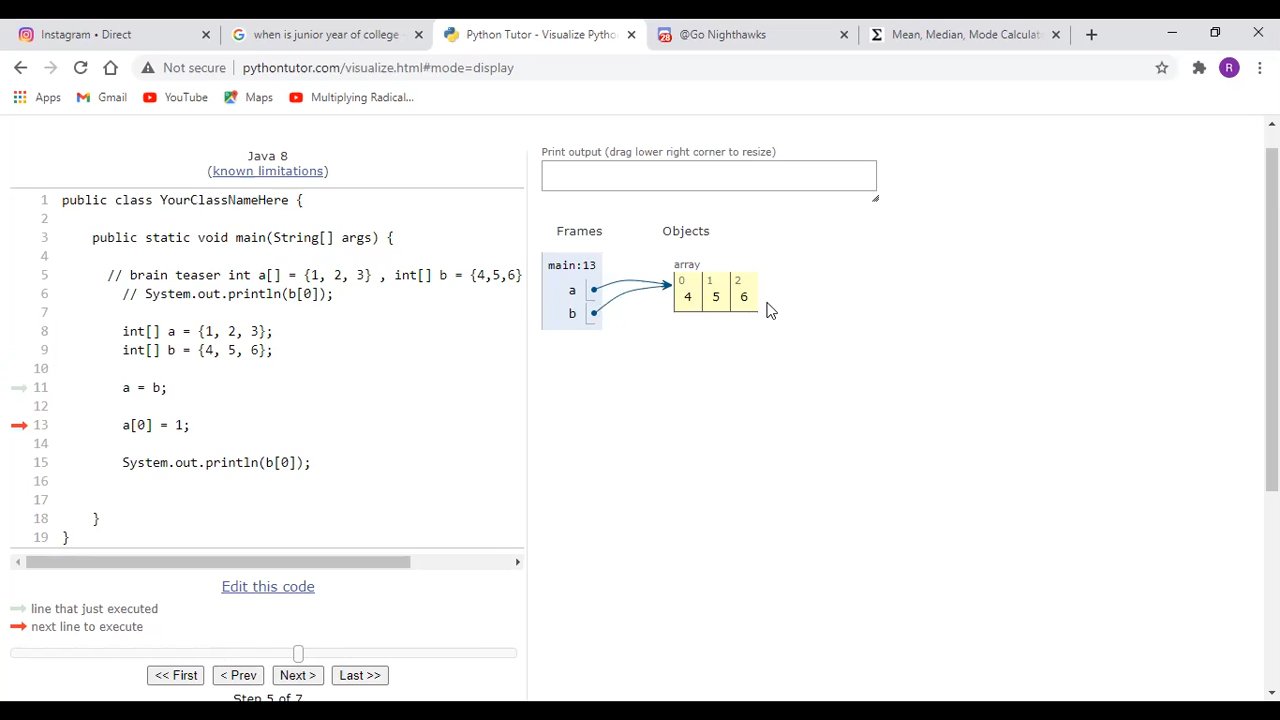 Instagram • Direct
when is junior year of college
Python Tutor - Visualize Pytho
28 @Go Nighthawks
Mean, Median, Mode Calculat
Not secure pythontutor.com/visualize.html#mode=display R
Apps Gmail YouTube Maps Multiplying Radical...
Java 8
(known limitations)
1 public class YourClassNameHere {
2
3 public static void main(String[] args) {
4
5 // brain teaser int a[] = {1, 2, 3} , int[] b = {4,5,6}
6 // System.out.println(b[0]);
7
8 int[] a = {1, 2, 3};
9 int[] b = {4, 5, 6};
10
11 a = b;
12
13 a[0] = 1;
14
15 System.out.println(b[0]);
16
17
18 }
19 }
Edit this code
line that just executed
next line to execute
<< First < Prev Next > Last >>
Step 5 of 7
Print output (drag lower right corner to resize)
Frames Objects
main:13 array
a 0 1 2
b 4 5 6